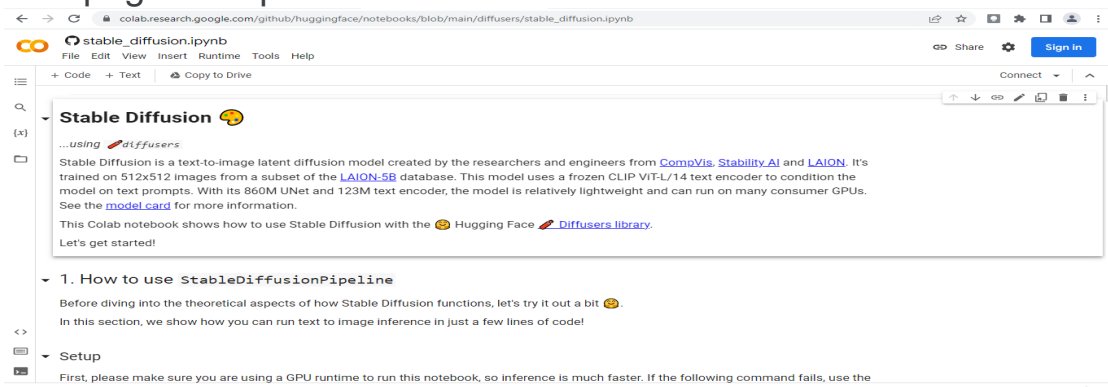 colab.research.google.com/github/huggingface/notebooks/blob/main/diffusers/stable_diffusion.ipynb
CO stable_diffusion.ipynb
File Edit View Insert Runtime Tools Help
Share Sign in
+ Code + Text Copy to Drive Connect
Stable Diffusion 🎨
...using 🧨diffusers
{x}
Stable Diffusion is a text-to-image latent diffusion model created by the researchers and engineers from CompVis, Stability AI and LAION. It's
trained on 512x512 images from a subset of the LAION-5B database. This model uses a frozen CLIP ViT-L/14 text encoder to condition the
model on text prompts. With its 860M UNet and 123M text encoder, the model is relatively lightweight and can run on many consumer GPUs.
See the model card for more information.
This Colab notebook shows how to use Stable Diffusion with the 🤗 Hugging Face 🧨 Diffusers library.
Let's get started!
1. How to use StableDiffusionPipeline
Before diving into the theoretical aspects of how Stable Diffusion functions, let's try it out a bit 🤗.
In this section, we show how you can run text to image inference in just a few lines of code!
Setup
First, please make sure you are using a GPU runtime to run this notebook, so inference is much faster. If the following command fails, use the